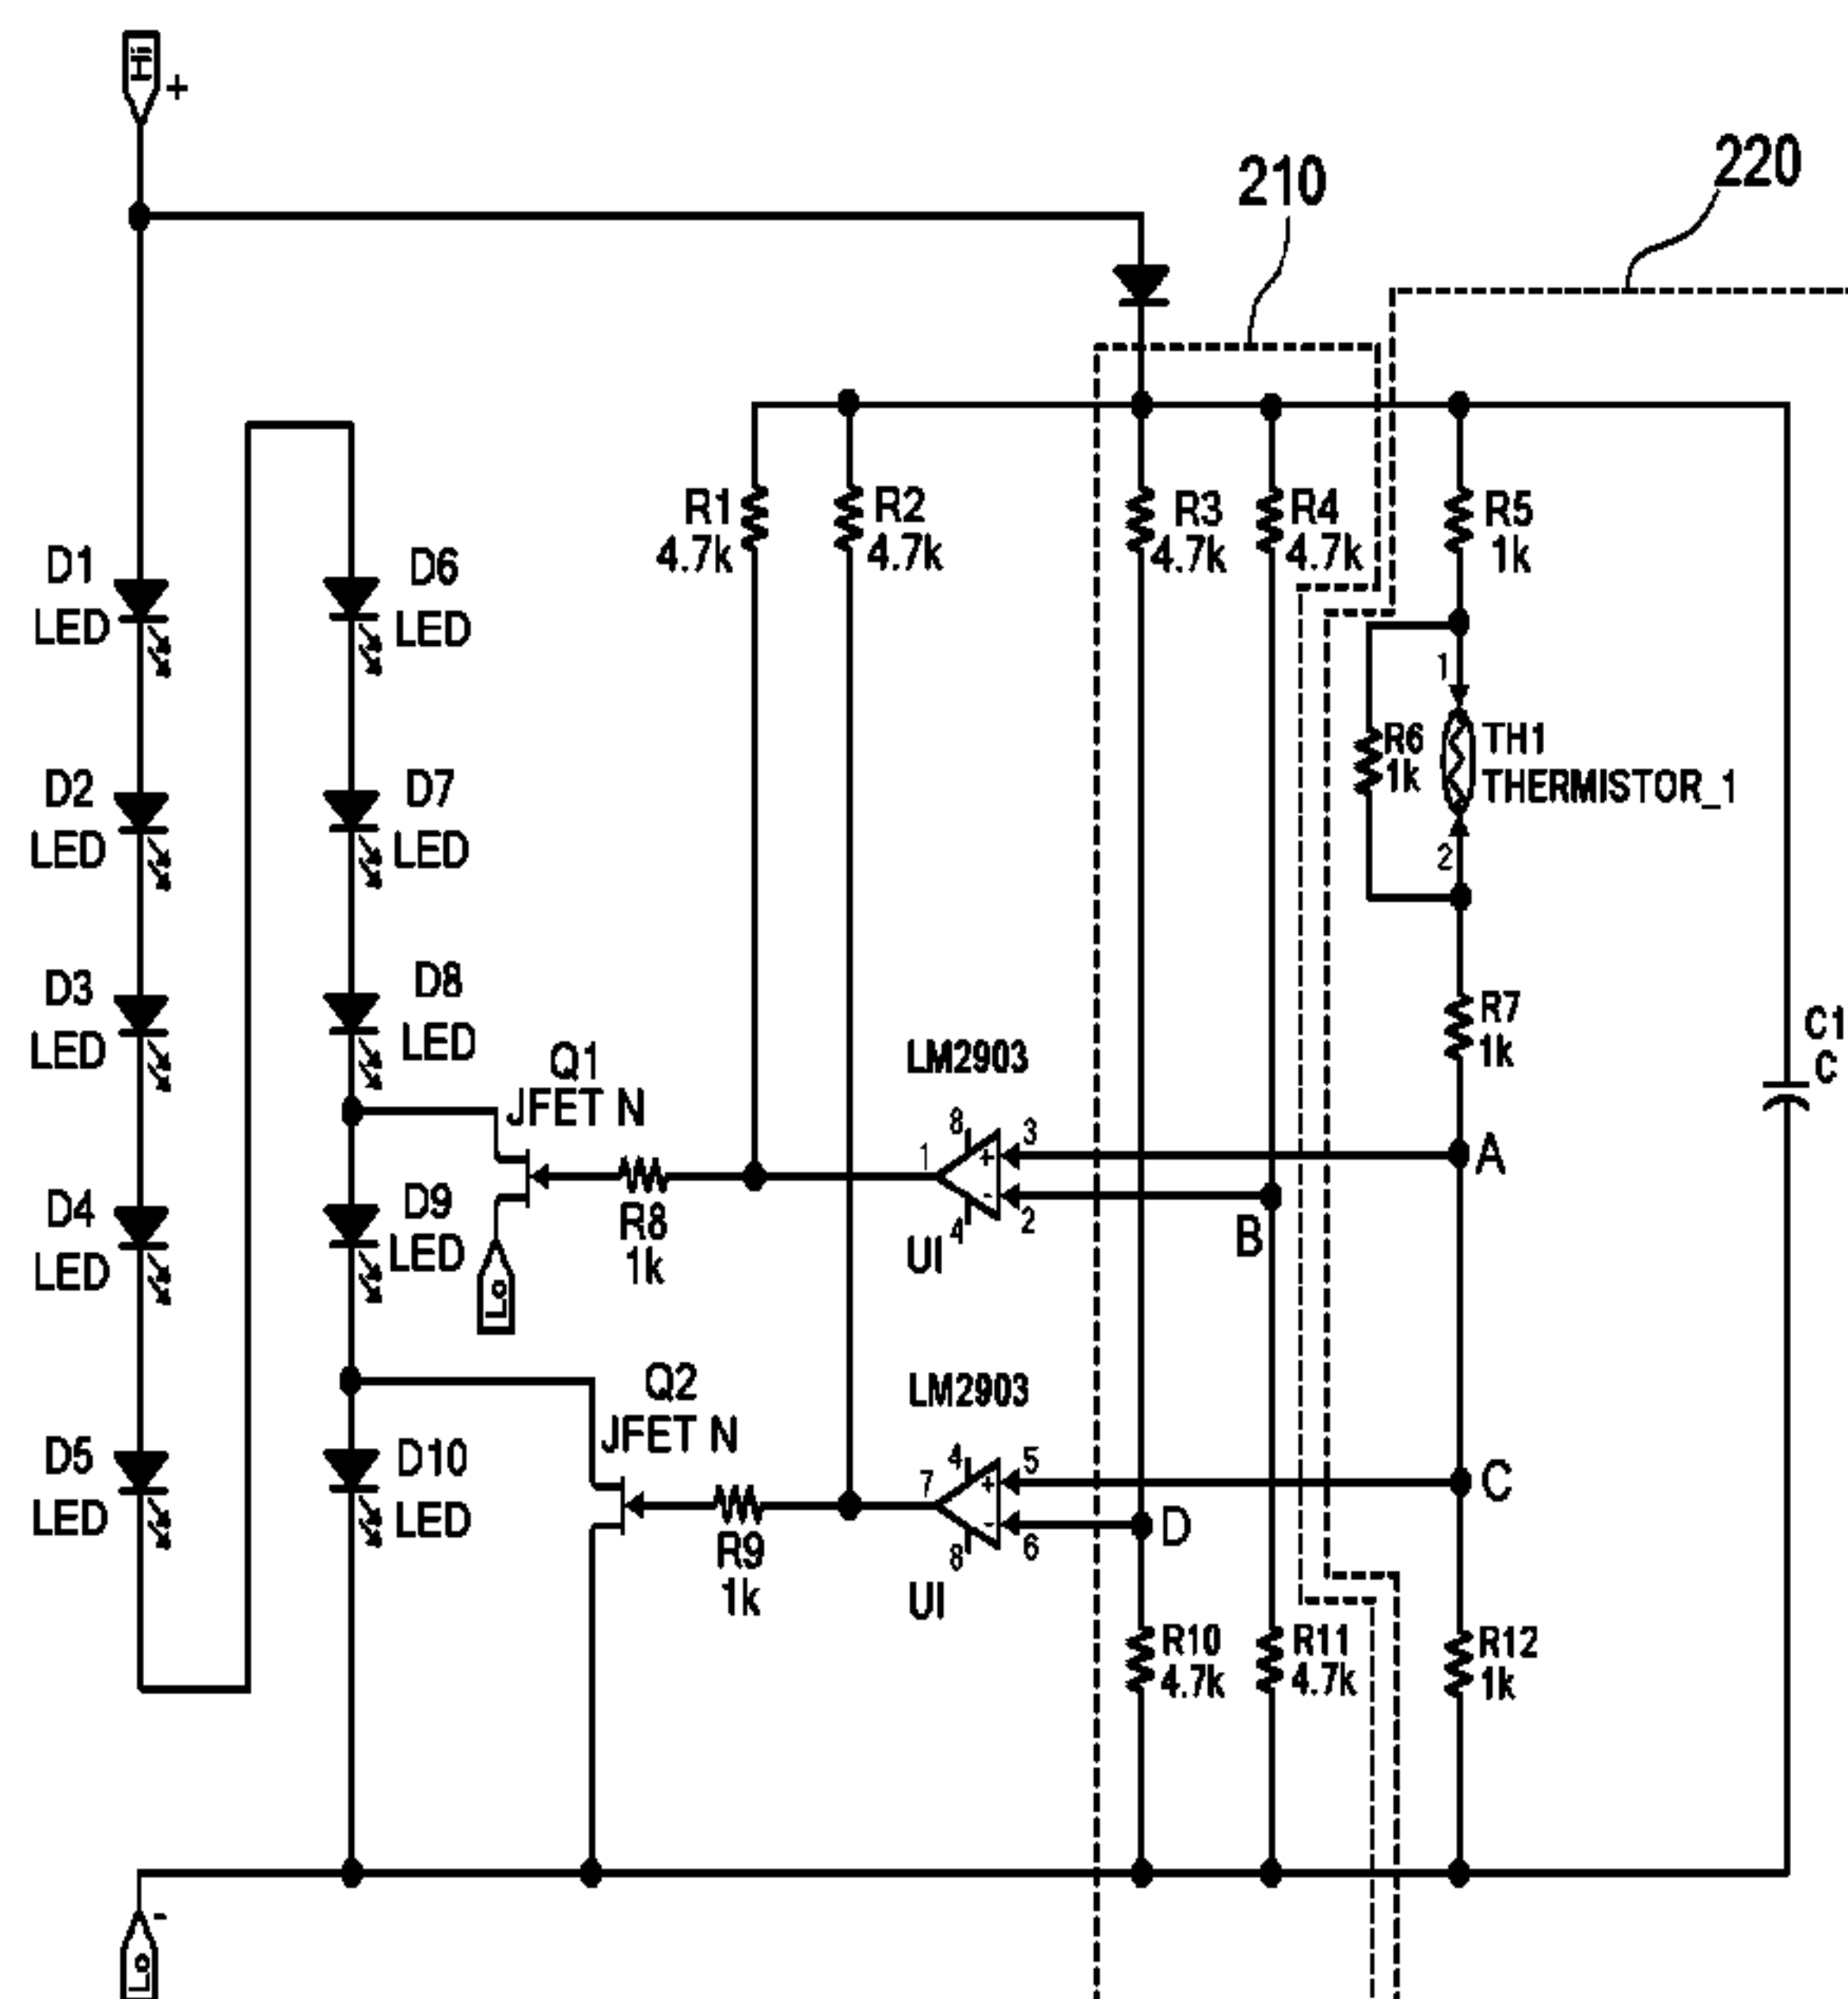 Hi
+
210
220
R1
4.7k
R2
4.7k
R3
4.7k
R4
4.7k
R5
1k
D1
LED
D6
LED
1
R6
1k
TH1
THERMISTOR_1
2
D2
LED
D7
LED
D3
LED
D8
LED
Q1
JFET N
LM2903
R7
1k
C1
C
8
1
+
3
-
2
4
A
B
UI
R8
1k
Lo
D4
LED
D9
LED
Q2
JFET N
LM2903
4
7
+
5
-
6
8
C
D
UI
R9
1k
D5
LED
D10
LED
R10
4.7k
R11
4.7k
R12
1k
-
Lo